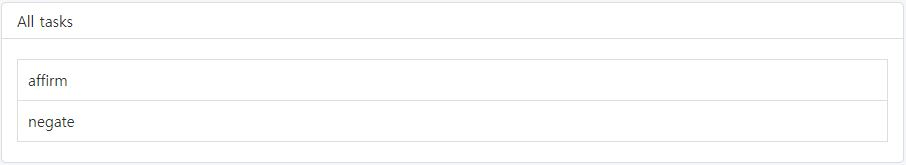 All tasks
affirm
negate